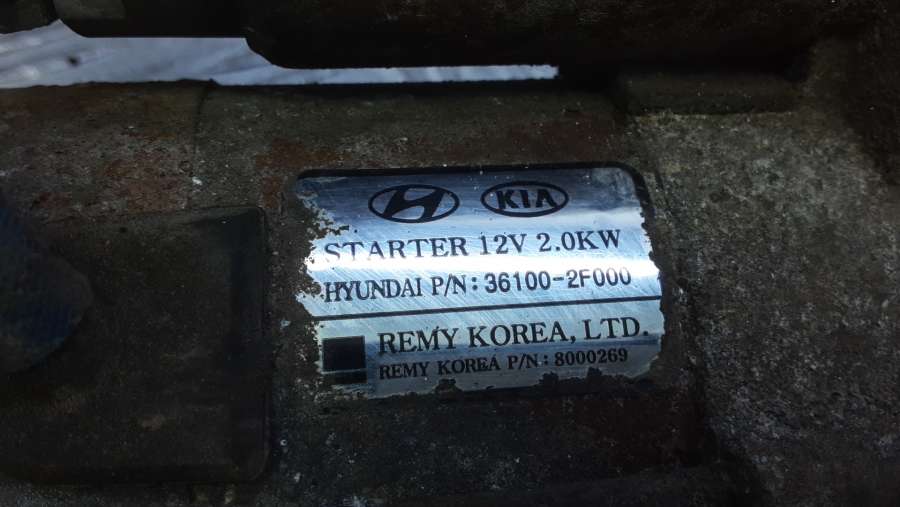 KIA
STARTER 12V 2.0KW
HYUNDAI P/N: 36100-2F000
REMY KOREA, LTD.
REMY KOREA P/N: 8000269